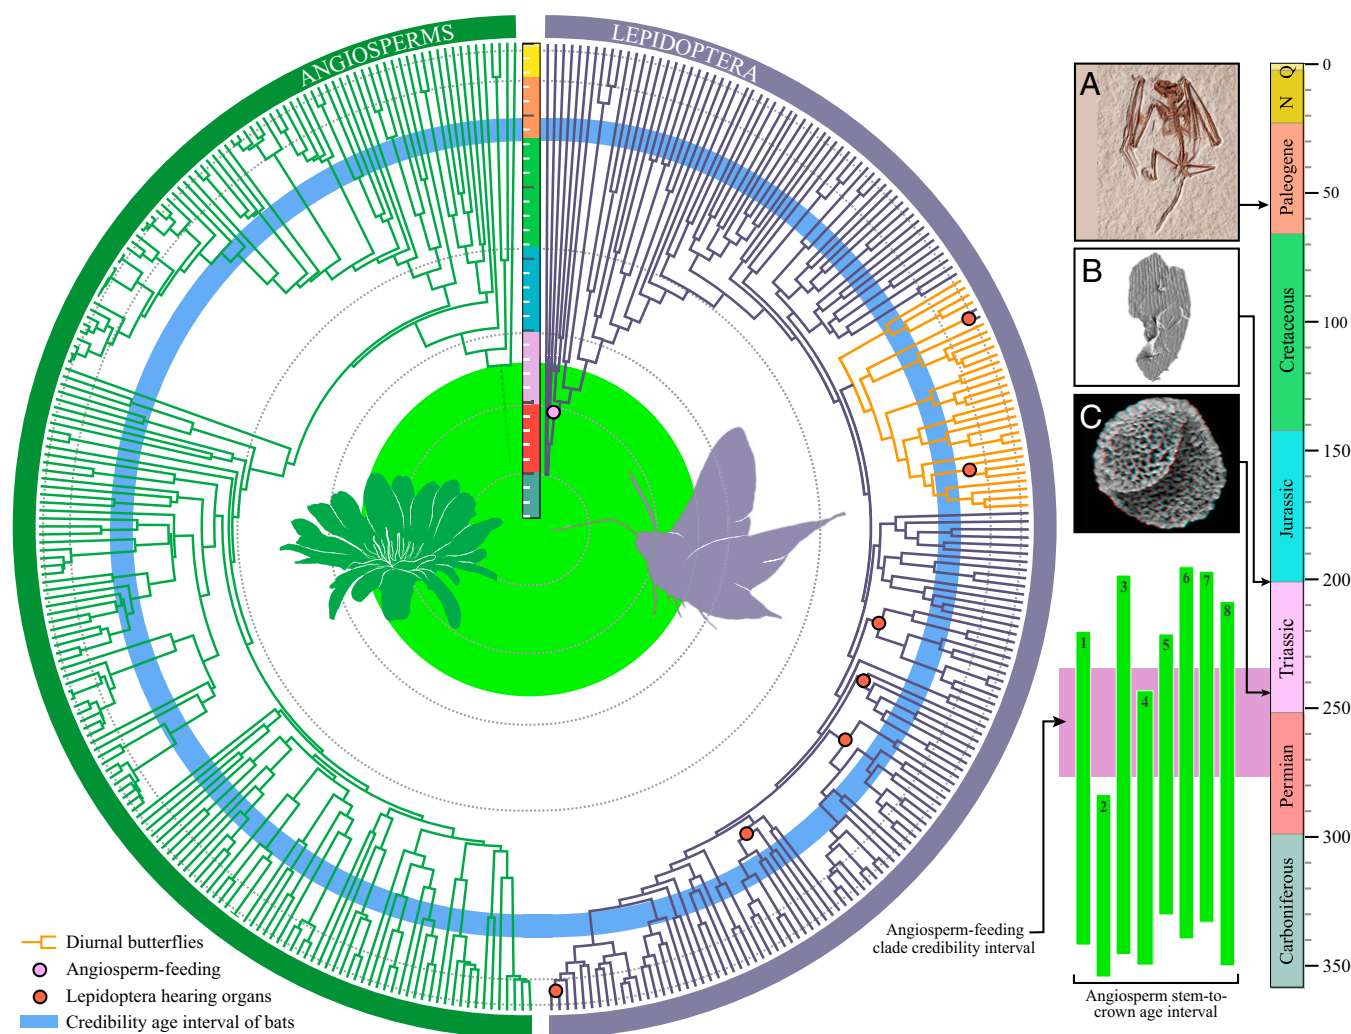 ANGIOSPERMS
LEPIDOPTERA
A
B
C
Q
N
Paleogene
Cretaceous
Jurassic
Triassic
Permian
Carboniferous
0
50
100
150
200
250
300
350
1
2
3
4
5
6
7
8
Angiosperm-feeding
clade credibility interval
Angiosperm stem-to-
crown age interval
Diurnal butterflies
Angiosperm-feeding
Lepidoptera hearing organs
Credibility age interval of bats